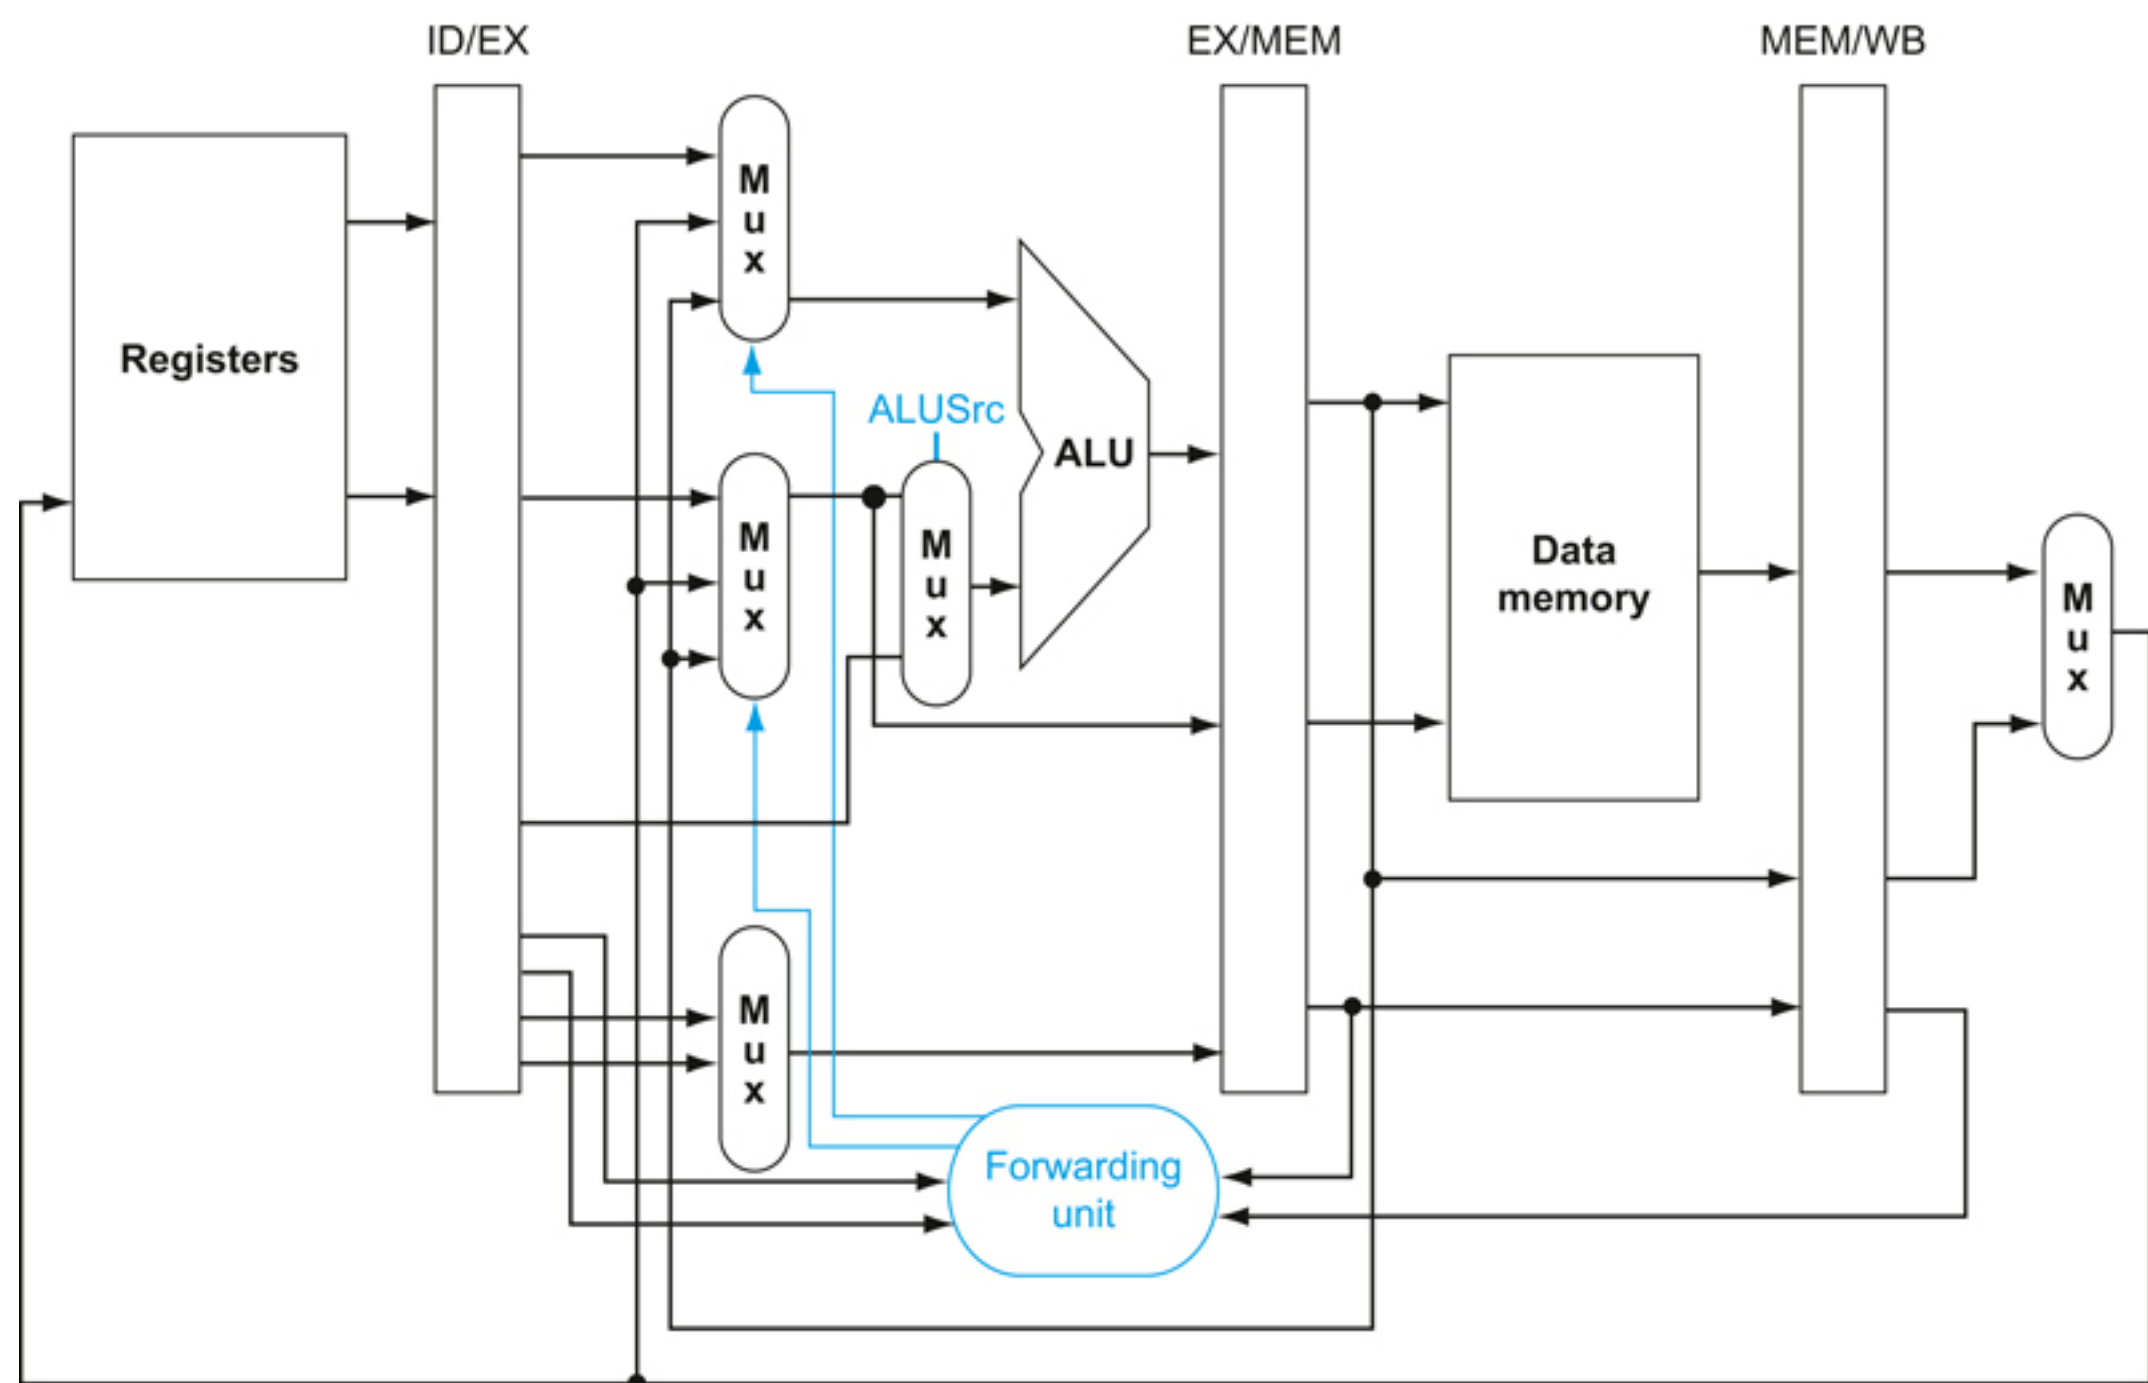 ID/EX
EX/MEM
MEM/WB
M
u
x
Registers
ALUSrc
ALU
M
u
x
M
u
x
Data
memory
M
u
x
M
u
x
Forwarding
unit